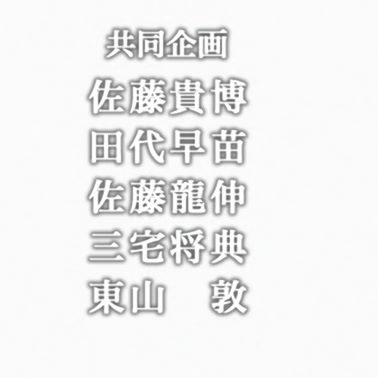 共同企画
佐藤貴博
田代早苗
佐藤龍伸
三宅将典
東山　敦